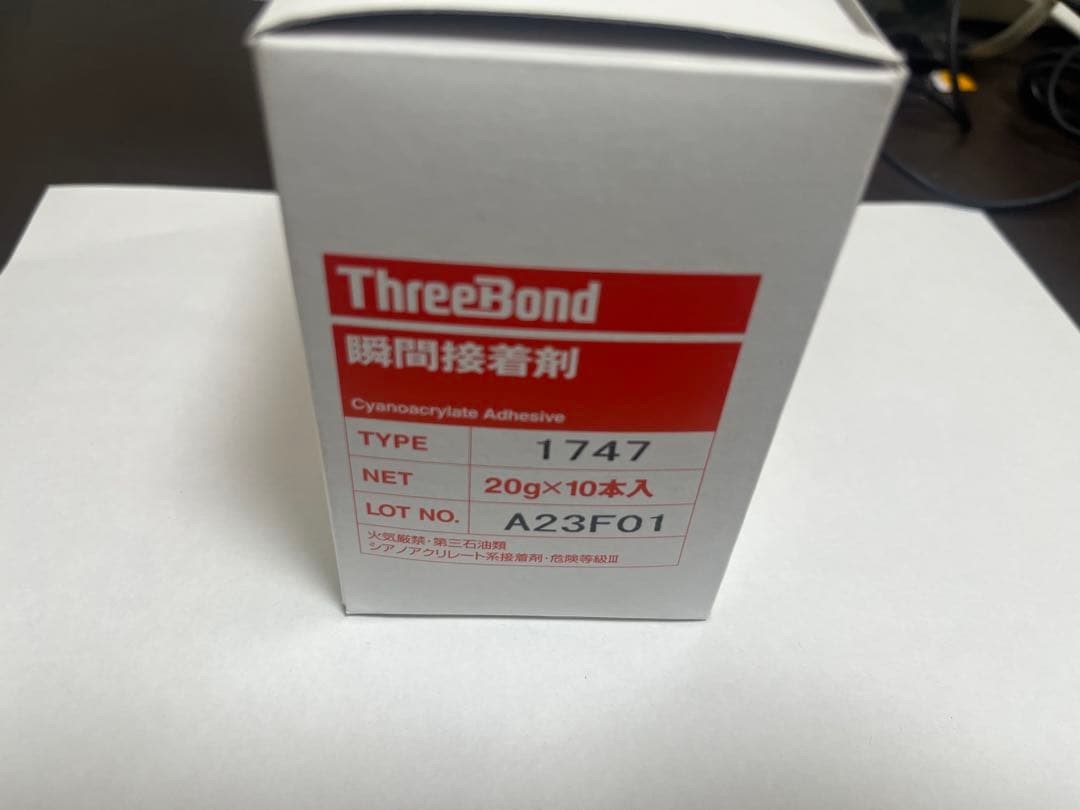 ThreeBond
瞬間接着剤
Cyanoacrylate Adhesive
TYPE 1747
NET 20g×10本入
LOT NO. A23F01
火気厳禁・第三石油類
シアノアクリレート系接着剤・危険等級III